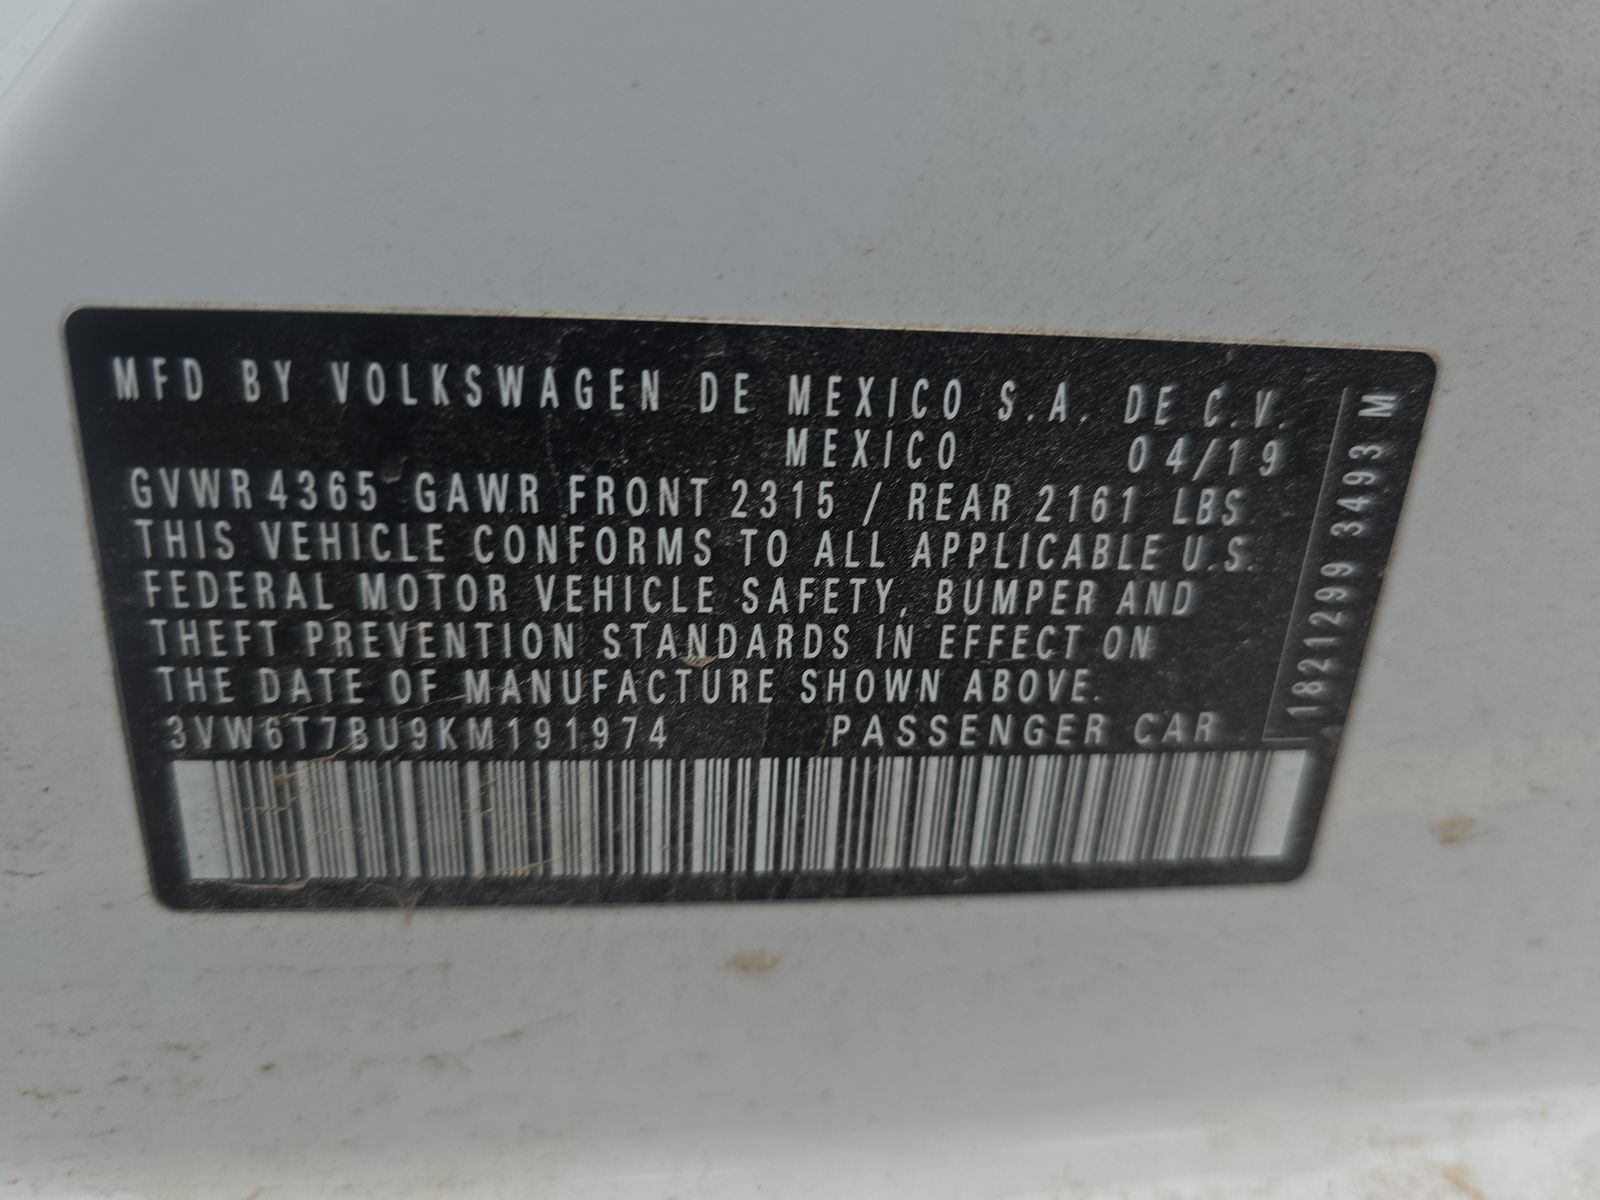 MFD BY VOLKSWAGEN DE MEXICO S.A. DE C.V.
MEXICO 04/19
GVWR 4365 GAWR FRONT 2315 / REAR 2161 LBS
THIS VEHICLE CONFORMS TO ALL APPLICABLE U.S.
FEDERAL MOTOR VEHICLE SAFETY, BUMPER AND
THEFT PREVENTION STANDARDS IN EFFECT ON
THE DATE OF MANUFACTURE SHOWN ABOVE.
3VW6T7BU9KM191974 PASSENGER CAR
1821299 3493 M